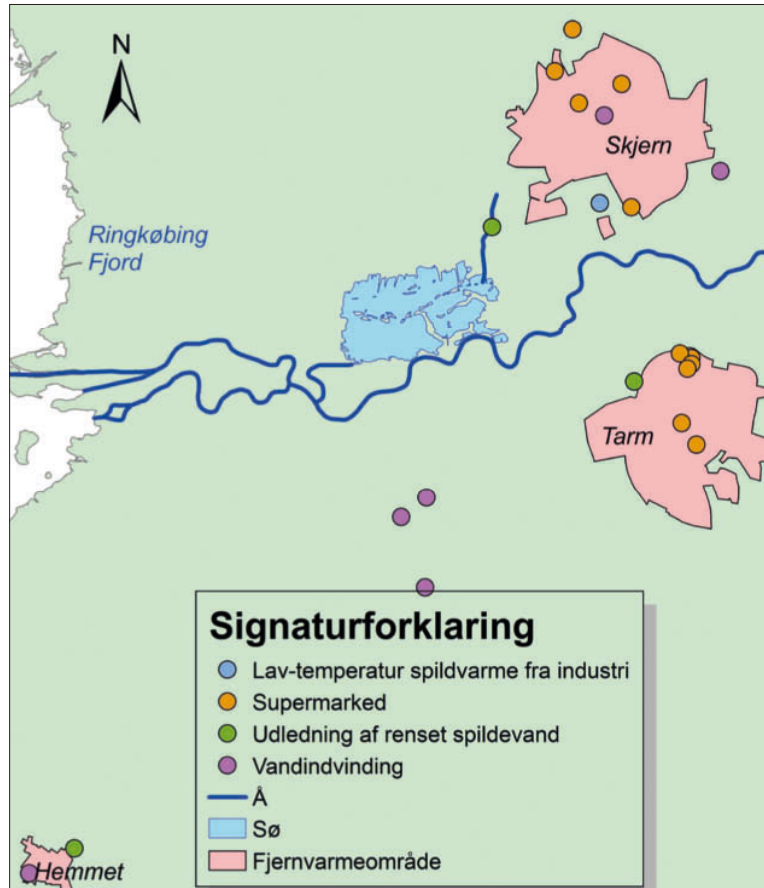 N
Skjern
Ringkøbing
Fjord
Tarm
Signaturforklaring
Lav-temperatur spildvarme fra industri
Supermarked
Udledning af renset spildevand
Vandindvinding
Å
Sø
Fjernvarmeområde
Hemmet